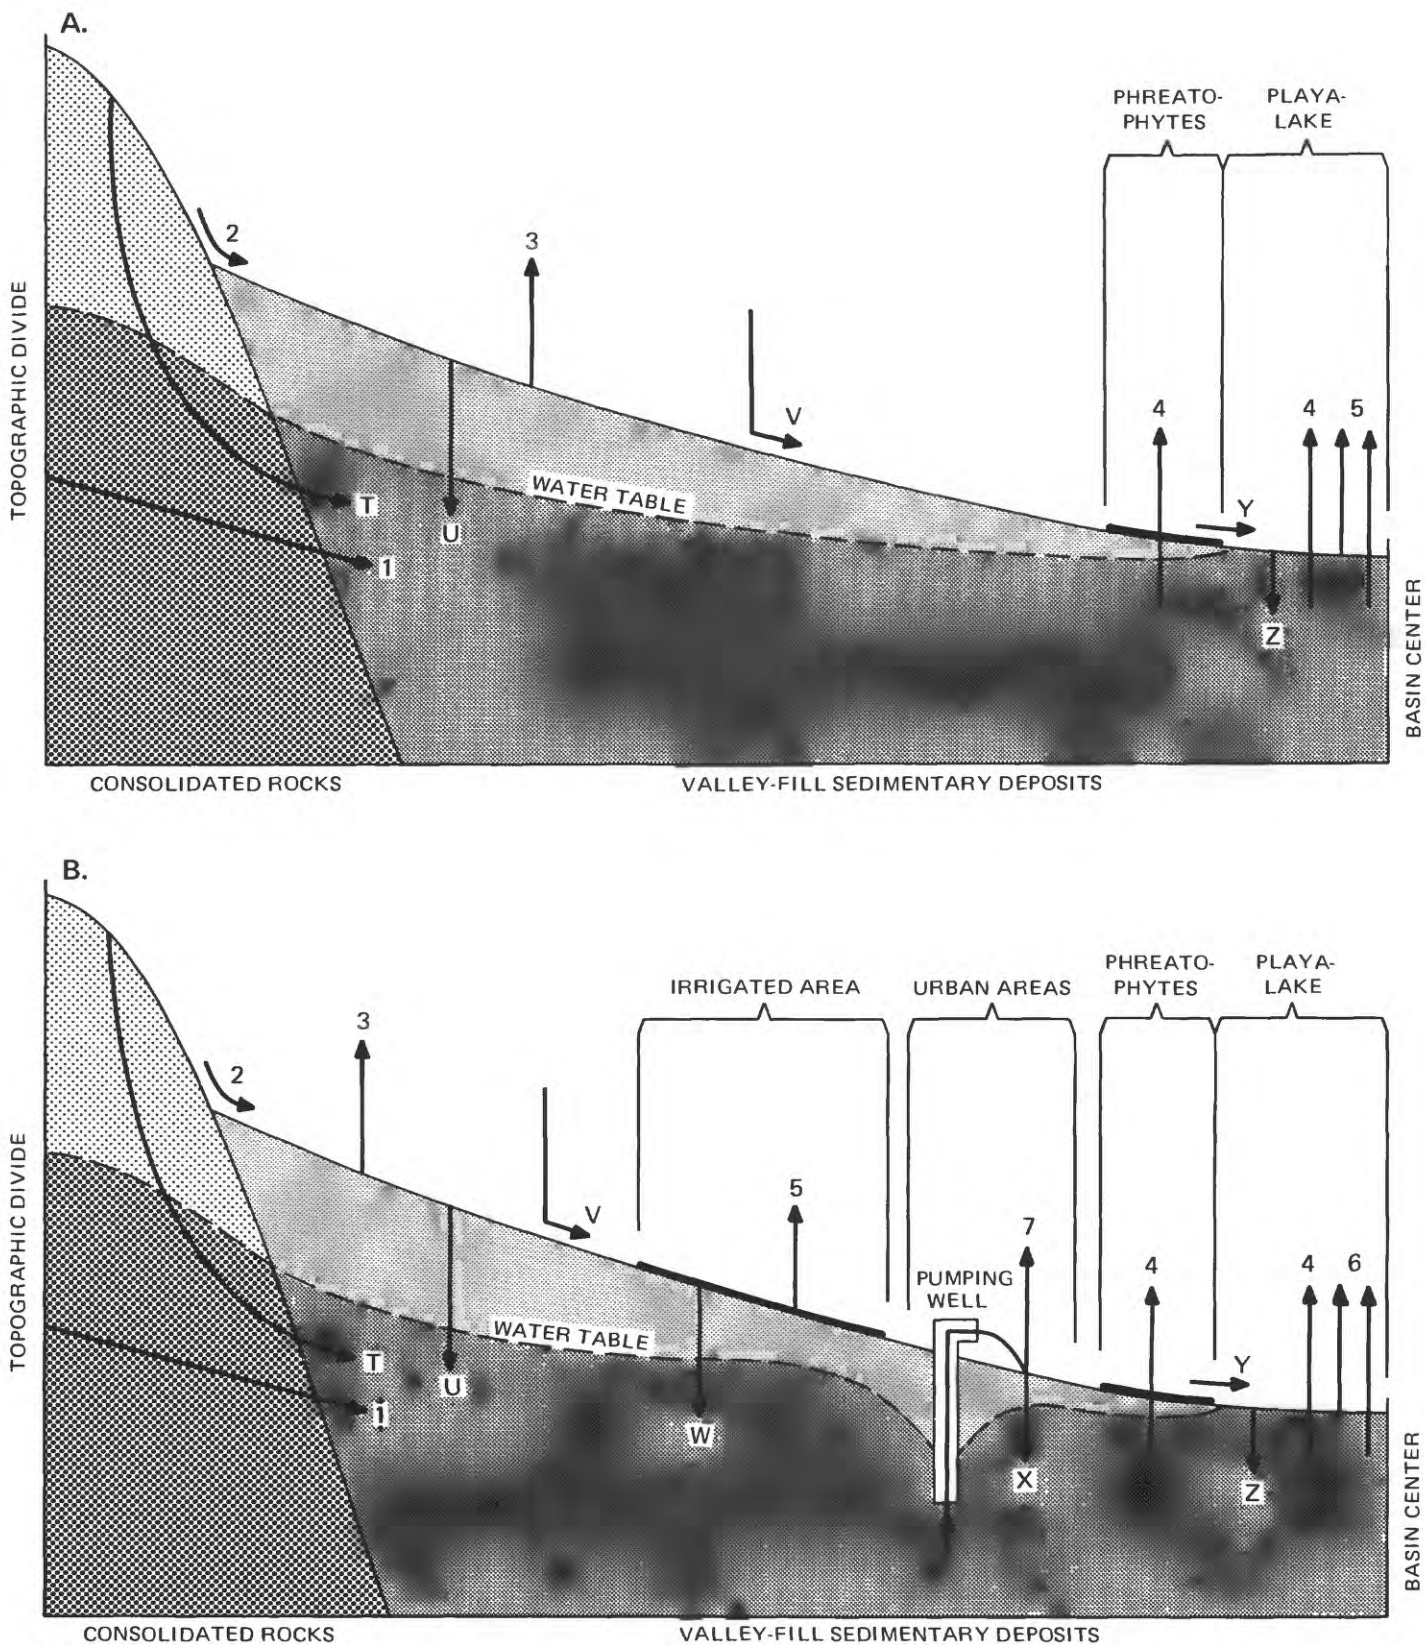 A.
PHREATO-
PHYTES
PLAYA-
LAKE
TOPOGRAPHIC DIVIDE
2
3
V
4
4
5
WATER TABLE
T
U
1
Y
Z
BASIN CENTER
CONSOLIDATED ROCKS
VALLEY-FILL SEDIMENTARY DEPOSITS
B.
IRRIGATED AREA
URBAN AREAS
PHREATO-
PHYTES
PLAYA-
LAKE
TOPOGRAPHIC DIVIDE
2
3
V
5
7
4
4
6
PUMPING
WELL
WATER TABLE
T
U
1
W
X
Y
Z
BASIN CENTER
CONSOLIDATED ROCKS
VALLEY-FILL SEDIMENTARY DEPOSITS